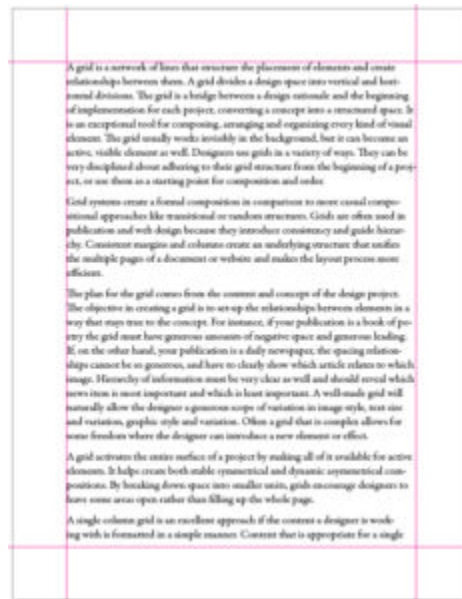 A grid is a network of lines that structure the placement of elements and create
relationships between them. A grid divides a design space into vertical and hori-
zontal divisions. The grid is a bridge between a design rationale and the beginning
of implementation for each project, converting a concept into a structured space. It
is an exceptional tool for composing, arranging and organizing every kind of visual
element. The grid usually works invisibly in the background, but it can become an
active, visible element as well. Designers use grids in a variety of ways. They can be
very disciplined about adhering to their grid structure from the beginning of a proj-
ect, or use them as a starting point for composition and order.
Grid systems create a formal composition in comparison to more casual compo-
sitional approaches like transitional or random structures. Grids are often used in
publication and web design because they introduce consistency and guide hierar-
chy. Consistent margins and columns create an underlying structure that unifies
the multiple pages of a document or website and makes the layout process more
efficient.
The plan for the grid comes from the content and concept of the design project.
The objective in creating a grid is to set-up the relationships between elements in a
way that stays true to the concept. For instance, if your publication is a book of po-
etry the grid must have generous amounts of negative space and generous leading.
If, on the other hand, your publication is a daily newspaper, the spacing relation-
ships cannot be so generous, and have to clearly show which article relates to which
image. Hierarchy of information must be very clear as well and should reveal which
news item is most important and which is least important. A well-made grid will
naturally allow the designer a generous scope of variation in image style, text size
and variation, graphic style and variation. Often a grid that is complex allows for
some freedom where the designer can introduce a new element or effect.
A grid activates the entire surface of a project by making all of it available for active
elements. It helps create both stable symmetrical and dynamic asymmetrical com-
positions. By breaking down space into smaller units, grids encourage designers to
leave some areas open rather than filling up the whole page.
A single column grid is an excellent approach if the content a designer is work-
ing with is formatted in a simple manner. Content that is appropriate for a single